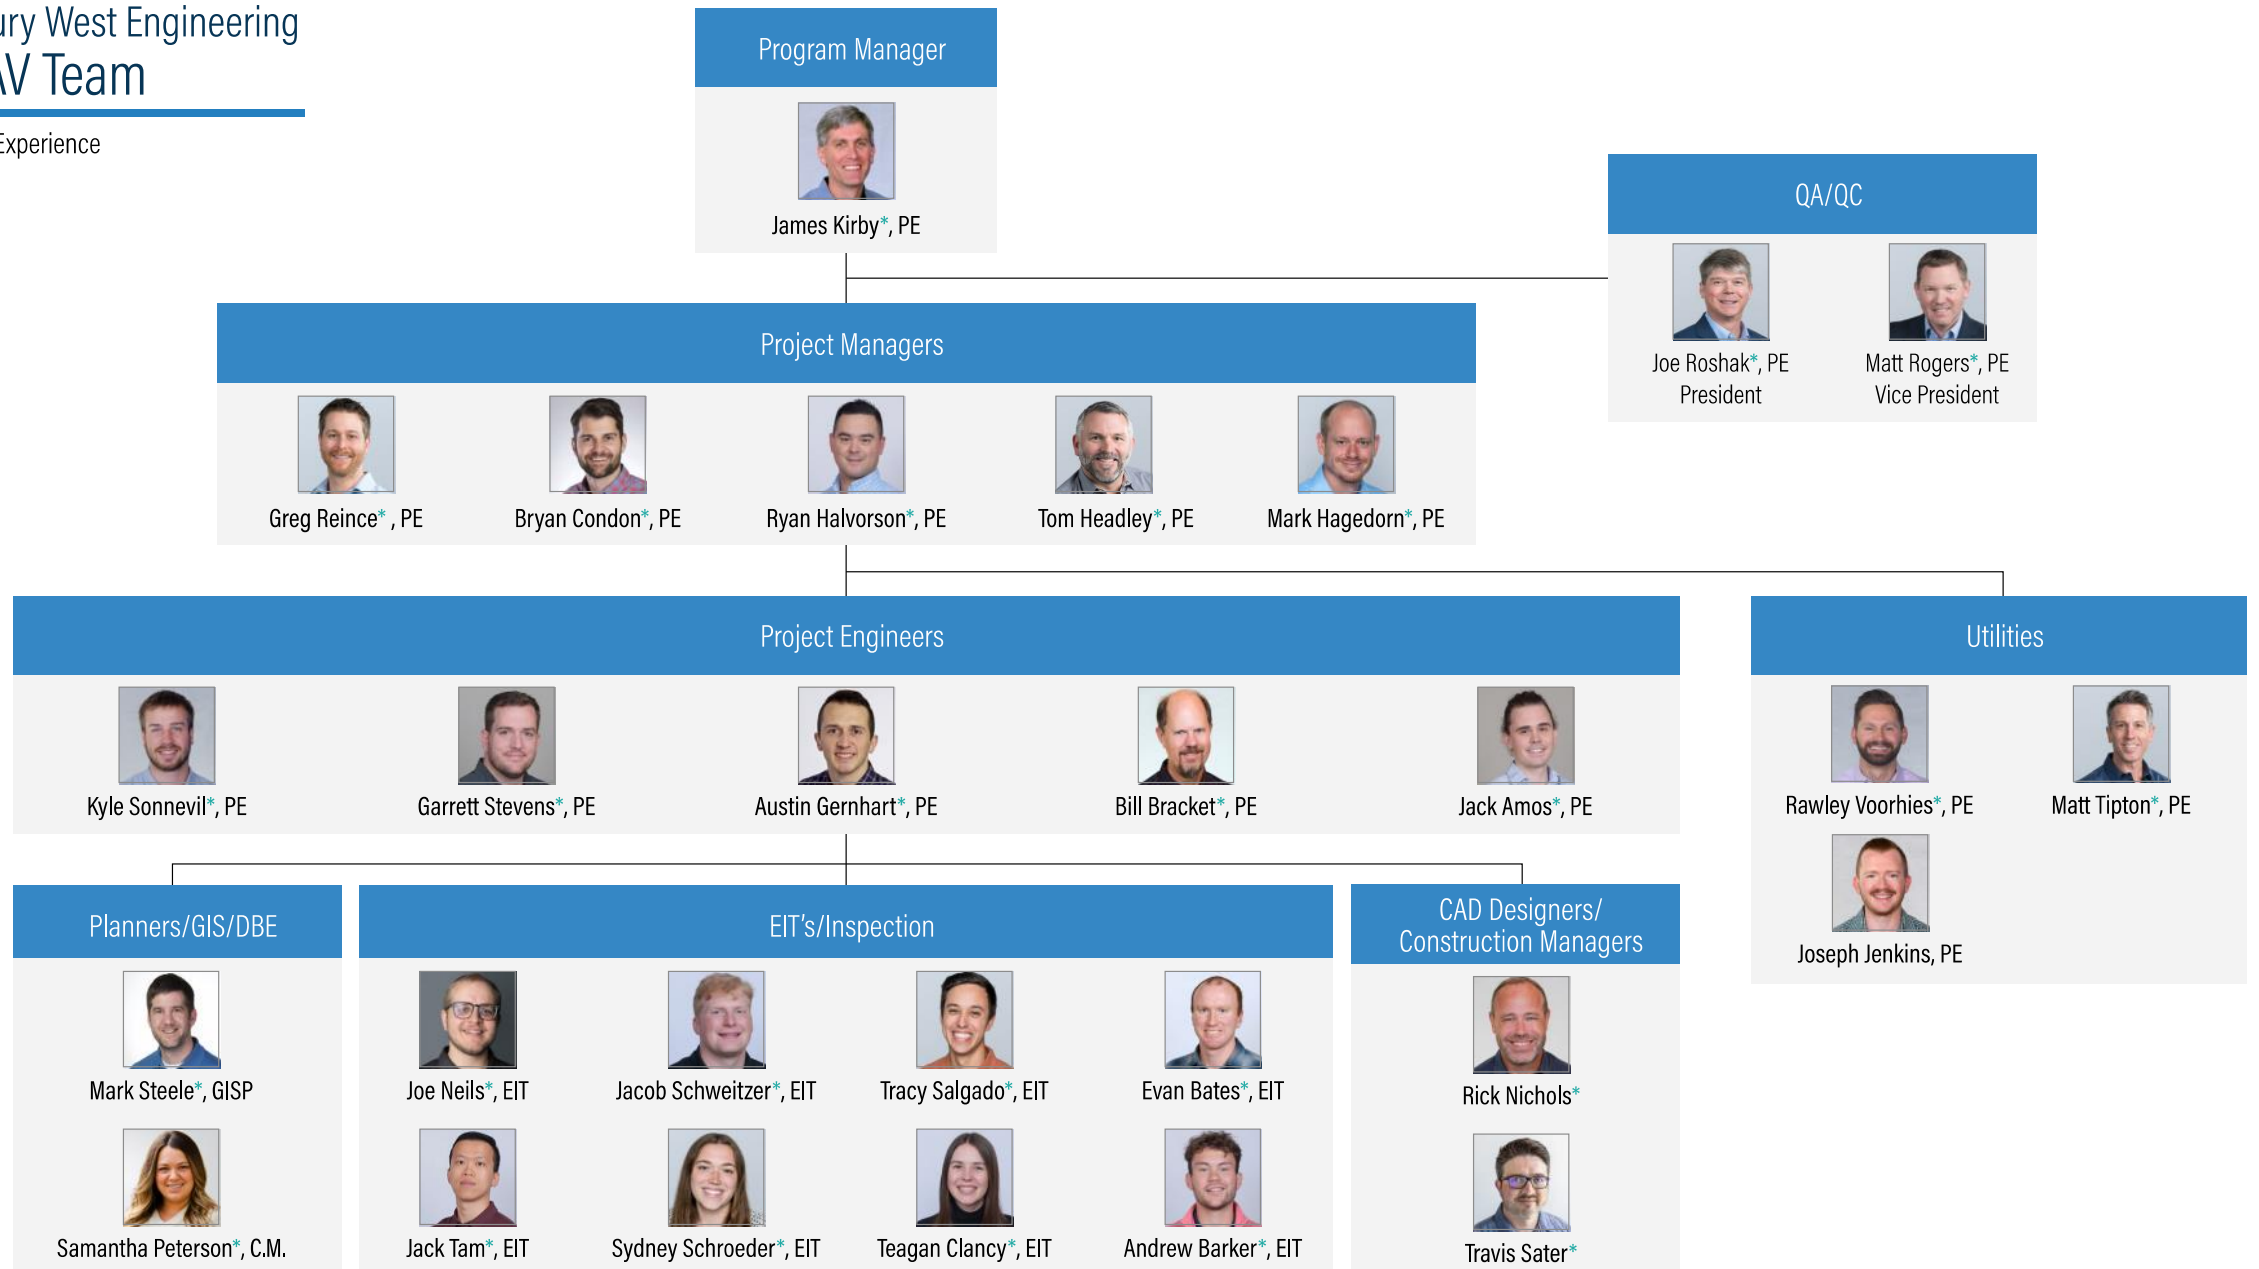 ury West Engineering
AV Team
Experience
Program Manager
James Kirby*, PE
QA/QC
Joe Roshak*, PE
President
Matt Rogers*, PE
Vice President
Project Managers
Greg Reince* , PE
Bryan Condon*, PE
Ryan Halvorson*, PE
Tom Headley*, PE
Mark Hagedorn*, PE
Project Engineers
Kyle Sonnevil*, PE
Garrett Stevens*, PE
Austin Gernhart*, PE
Bill Bracket*, PE
Jack Amos*, PE
Utilities
Rawley Voorhies*, PE
Matt Tipton*, PE
Joseph Jenkins, PE
Planners/GIS/DBE
Mark Steele*, GISP
Samantha Peterson*, C.M.
EIT's/Inspection
Joe Neils*, EIT
Jacob Schweitzer*, EIT
Tracy Salgado*, EIT
Evan Bates*, EIT
Jack Tam*, EIT
Sydney Schroeder*, EIT
Teagan Clancy*, EIT
Andrew Barker*, EIT
CAD Designers/
Construction Managers
Rick Nichols*
Travis Sater*